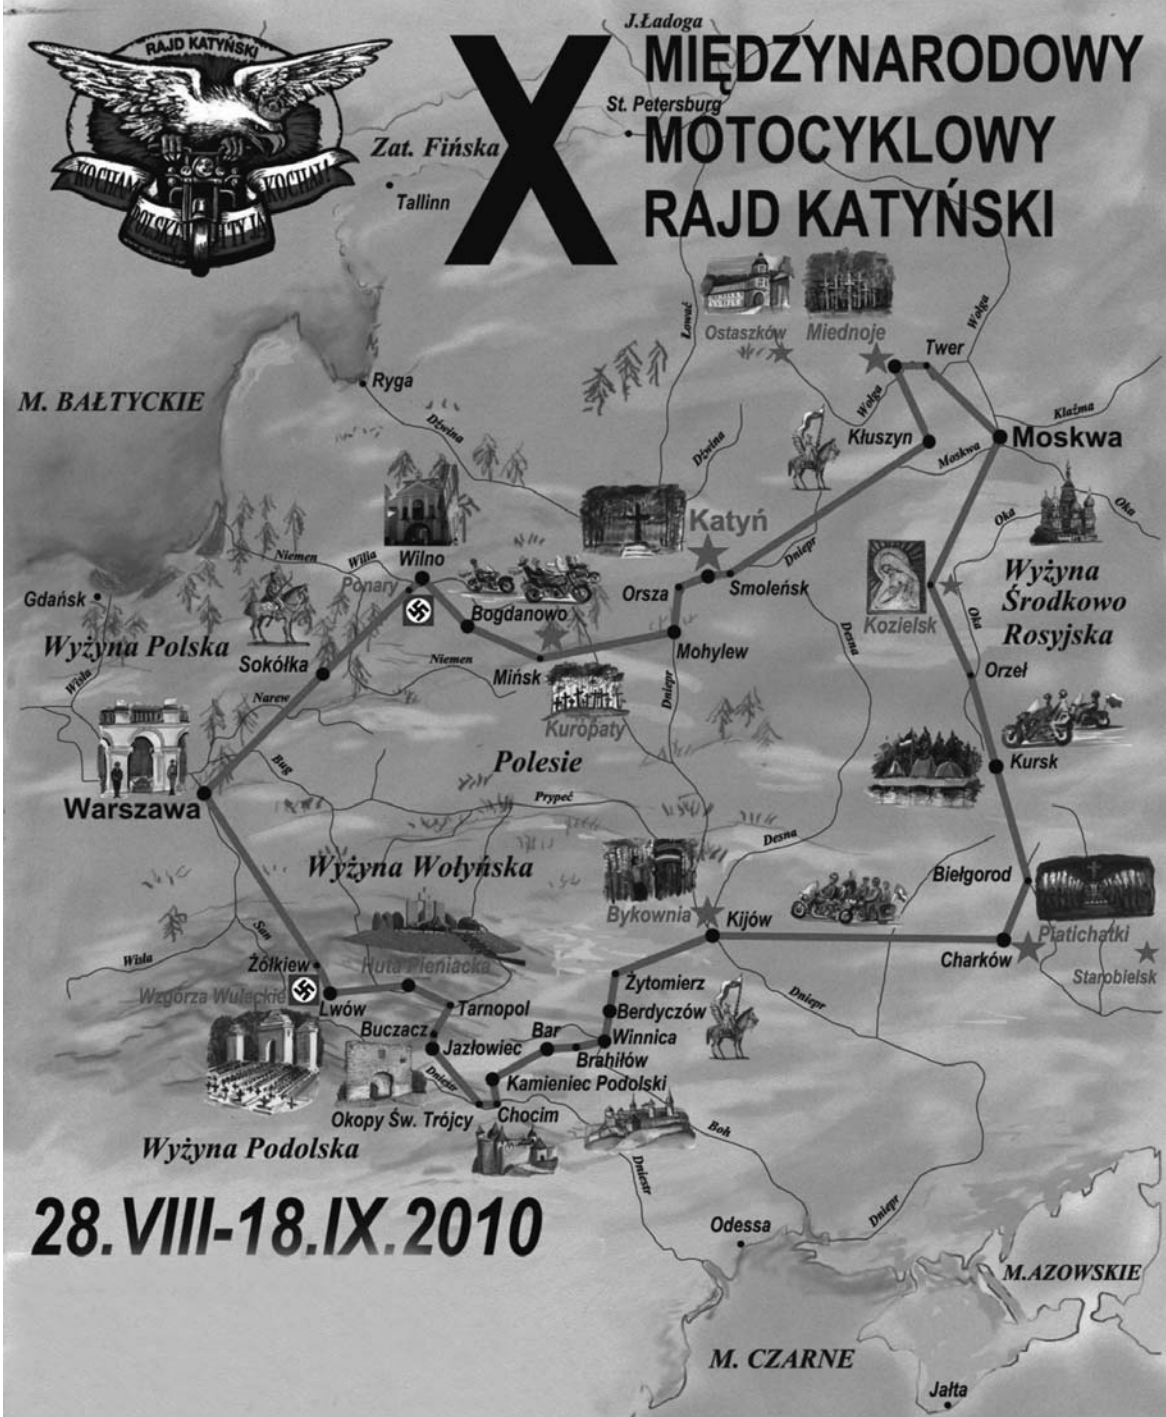 RAJD KATYŃSKI
KOCHAM
POLSKĘ
I TY JĄ
KOCHAJ!
X
MIĘDZYNARODOWY
MOTOCYKLOWY
RAJD KATYŃSKI
J.Ładoga
St. Petersburg
Zat. Fińska
Tallinn
Ostaszków
Miednoje
Łować
Wołga
Twer
Ryga
M. BAŁTYCKIE
Dźwina
Dźwina
Wołga
Kłuszyn
Moskwa
Klaźma
Moskwa
Oka
Oka
Katyń
Dniepr
Niemen
Wilia
Wilno
Ponary
Smoleńsk
Orsza
Bogdanowo
Gdańsk
Wyżyna
Środkowo
Rosyjska
Kozielsk
Oka
Desna
Wyżyna Polska
Sokółka
Wisła
Narew
Niemen
Mińsk
Mohylew
Dniepr
Orzeł
Kuropaty
Polesie
Bug
Kursk
Warszawa
Prypeć
Desna
Wyżyna Wołyńska
Biełgorod
Bykownia
Kijów
Piatichatki
Charków
Starobielsk
San
Wisła
Żółkiew
Huta Pieniacka
Wzgórza Wuleckie
Lwów
Tarnopol
Żytomierz
Berdyczów
Dniepr
Buczacz
Jazłowiec
Bar
Winnica
Brahiłów
Kamieniec Podolski
Dniestr
Okopy Św. Trójcy
Chocim
Wyżyna Podolska
Boh
Dniestr
Dniepr
28.VIII-18.IX.2010
Odessa
M.AZOWSKIE
M. CZARNE
Jałta